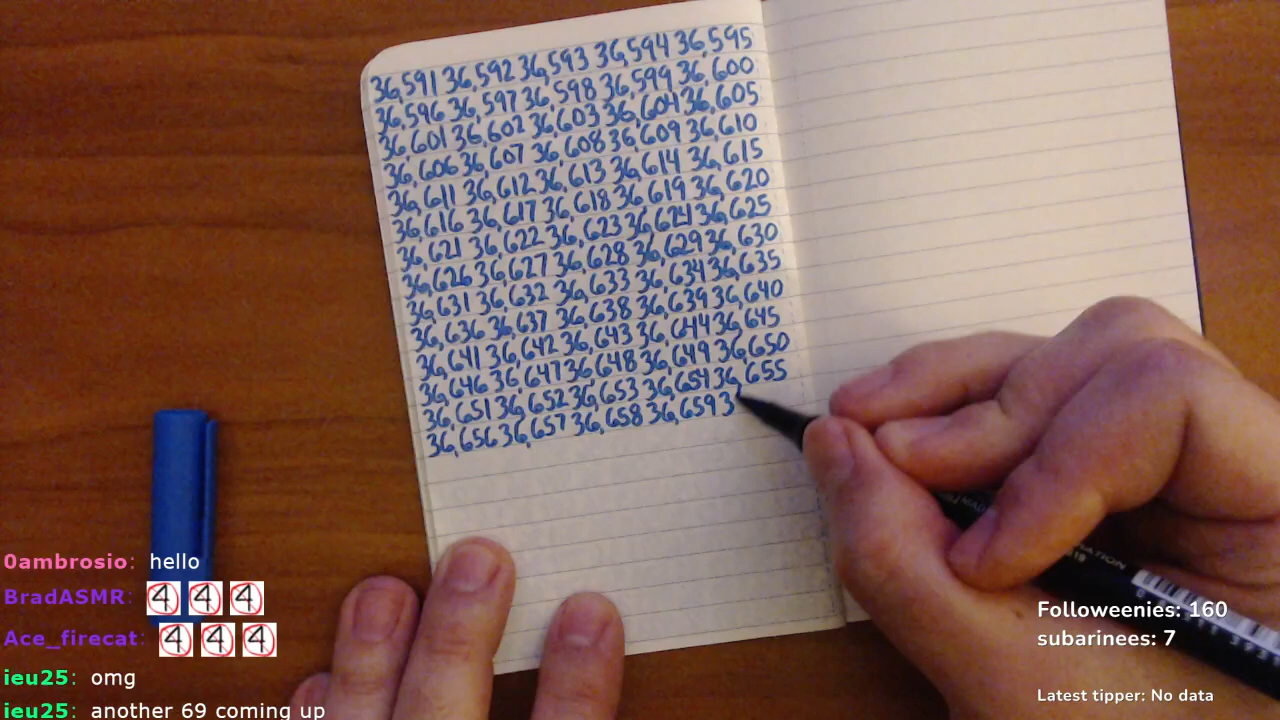 36,591 36,592 36,593 36,594 36,595
36,596 36,597 36,598 36,599 36,600
36,601 36,602 36,603 36,604 36,605
36,606 36,607 36,608 36,609 36,610
36,611 36,612 36,613 36,614 36,615
36,616 36,617 36,618 36,619 36,620
36,621 36,622 36,623 36,624 36,625
36,626 36,627 36,628 36,629 36,630
36,631 36,632 36,633 36,634 36,635
36,636 36,637 36,638 36,639 36,640
36,641 36,642 36,643 36,644 36,645
36,646 36,647 36,648 36,649 36,650
36,651 36,652 36,653 36,654 36,655
36,656 36,657 36,658 36,659 3
0ambrosio: hello
BradASMR: 4 4 4
Ace_firecat: 4 4 4
ieu25: omg
ieu25: another 69 coming up
Followeenies: 160
subarinees: 7
Latest tipper: No data